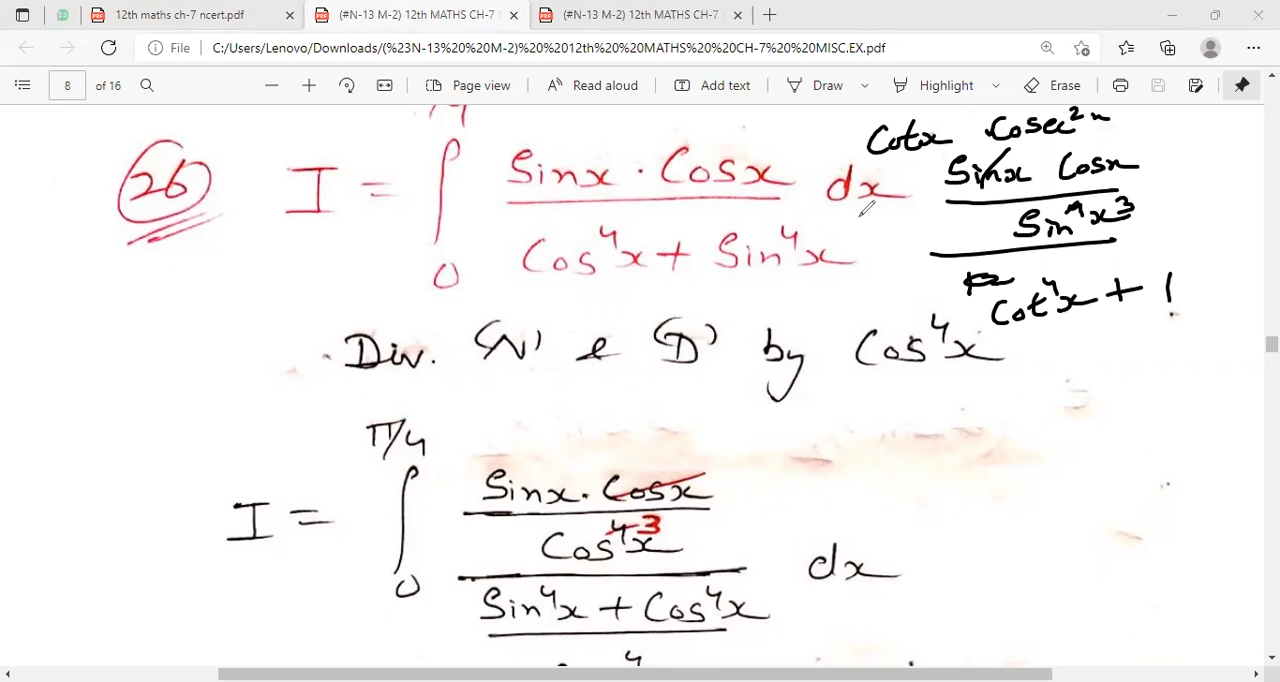 12th maths ch-7 ncert.pdf
(#N-13 M-2) 12th MATHS CH-7
(#N-13 M-2) 12th MATHS CH-7
File
C:/Users/Lenovo/Downloads/(%23N-13%20%20M-2)%20%2012th%20%20MATHS%20%20CH-7%20%20MISC.EX.pdf
8 of 16
Page view
Read aloud
Add text
Draw
Highlight
Erase
Cotx Cosec²x
Sinx Cosx
Sin⁴x³
Cot⁴x + 1
26 I = ∫ Sinx · Cosx dx
0 Cos⁴x + Sin⁴x
Div. (N) & (D) by Cos⁴x
π/4
I = ∫ Sinx. Cosx
Cos⁴x 3
0 dx
Sin⁴x + Cos⁴x